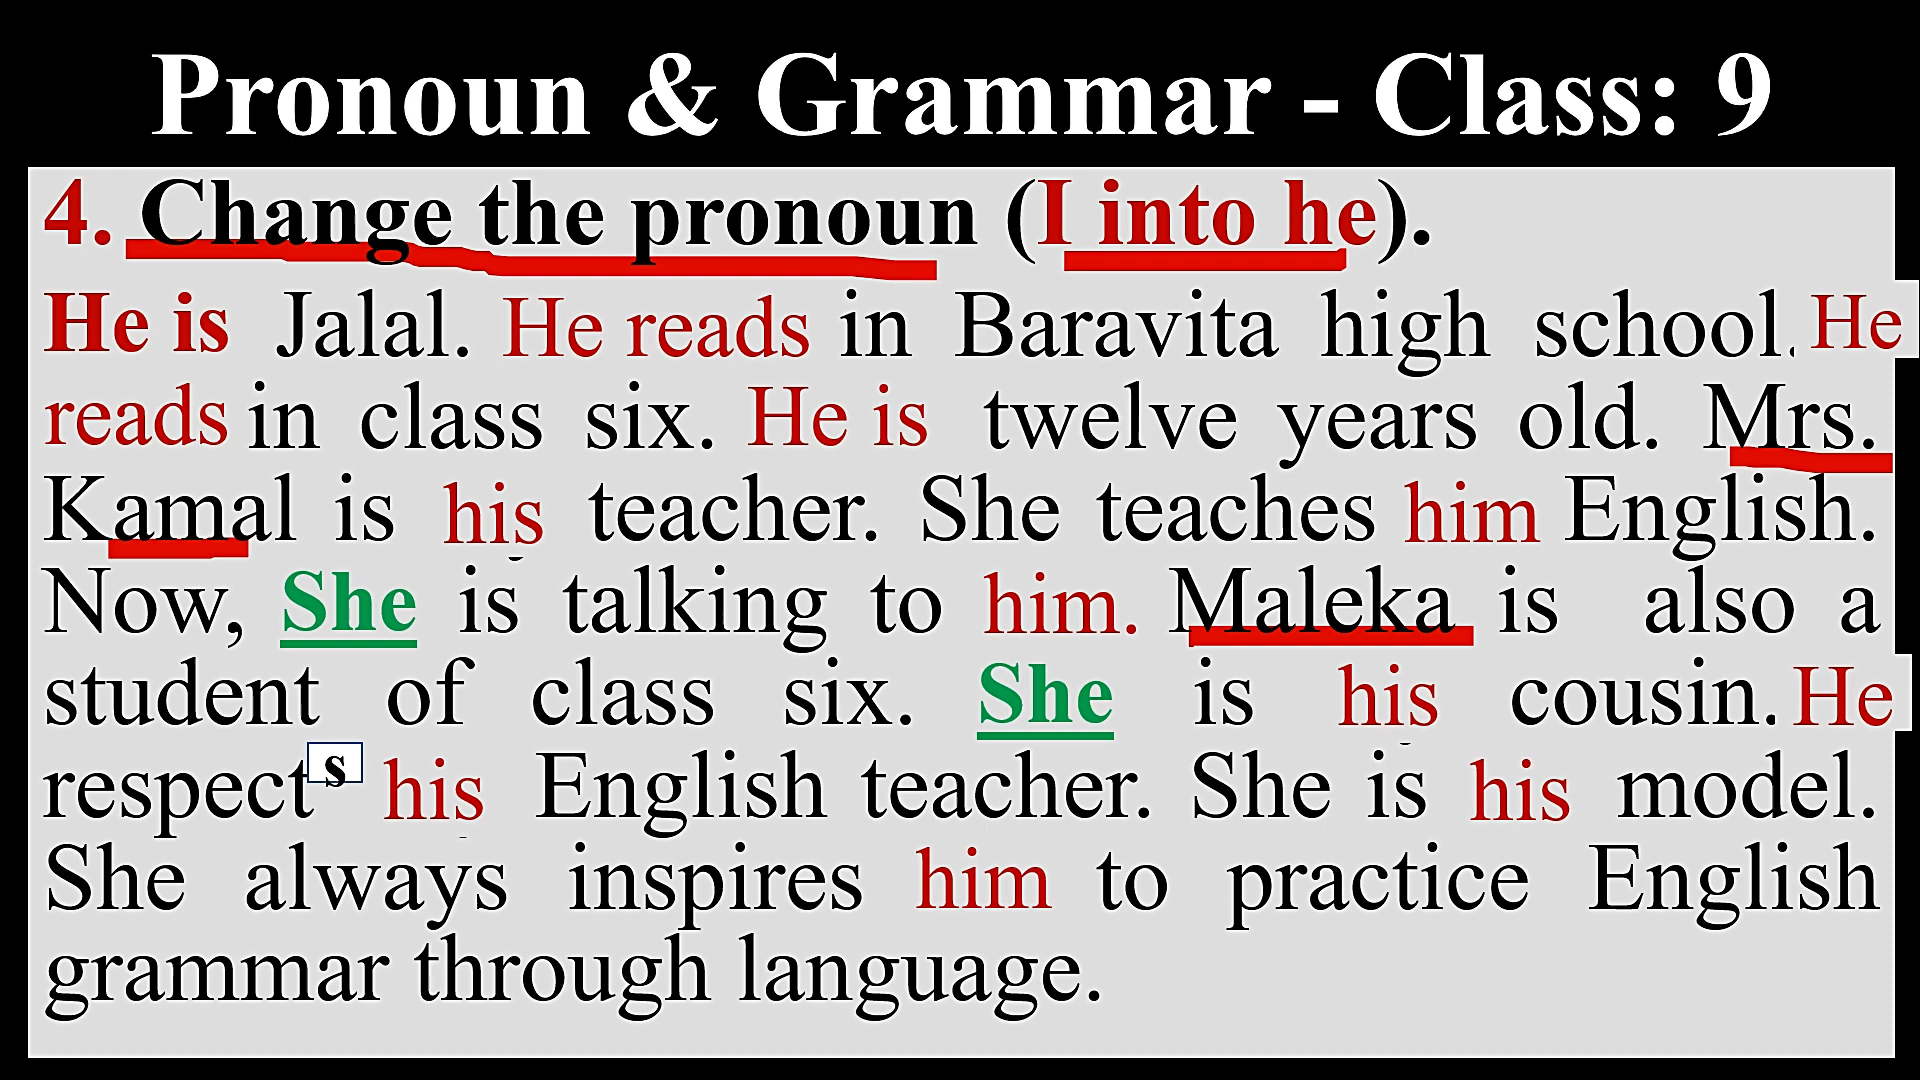 Pronoun & Grammar - Class: 9
4. Change the pronoun (I into he).
He is Jalal. He reads in Baravita high school. He
reads in class six. He is twelve years old. Mrs.
Kamal is his teacher. She teaches him English.
Now, She is talking to him. Maleka is also a
student of class six. She is his cousin. He
respects his English teacher. She is his model.
She always inspires him to practice English
grammar through language.